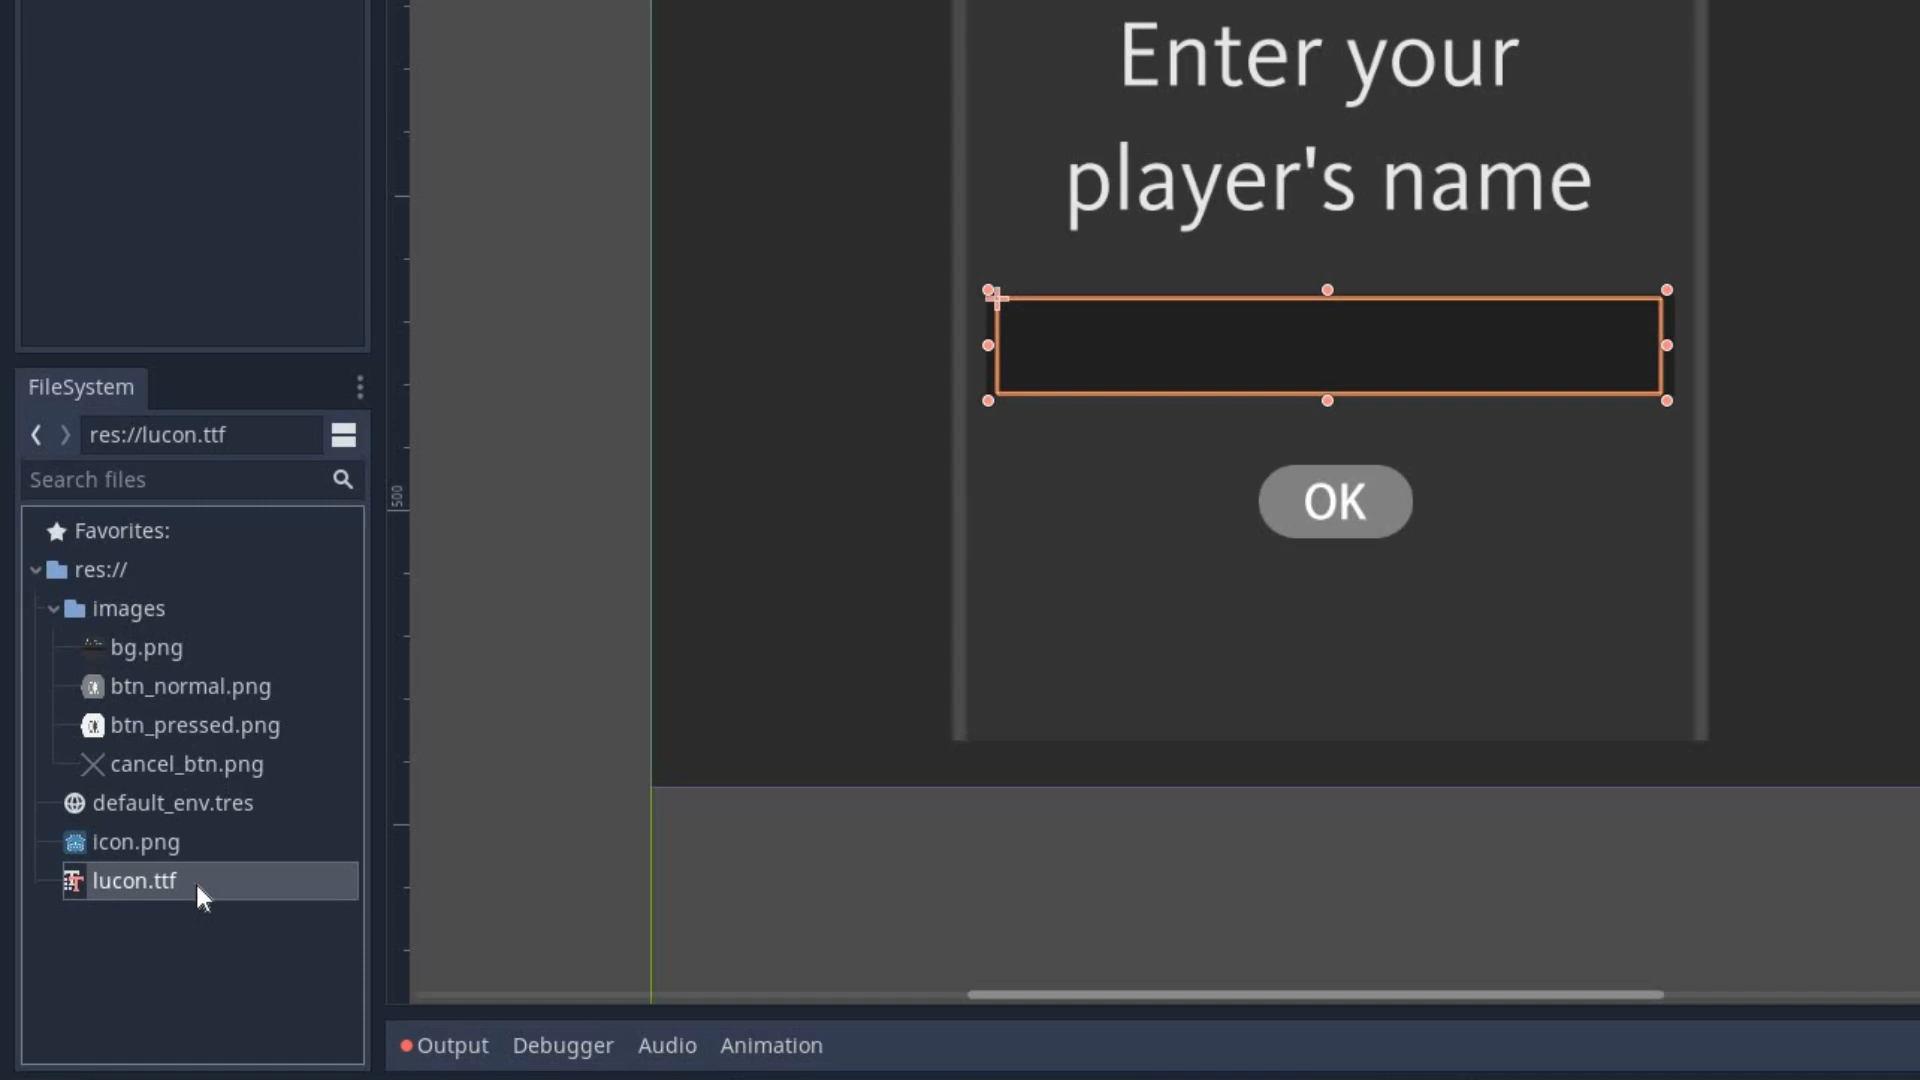 Enter your
player's name
OK
FileSystem
res://lucon.ttf
Search files
Favorites:
res://
images
bg.png
btn_normal.png
btn_pressed.png
cancel_btn.png
default_env.tres
icon.png
lucon.ttf
500
Output Debugger Audio Animation